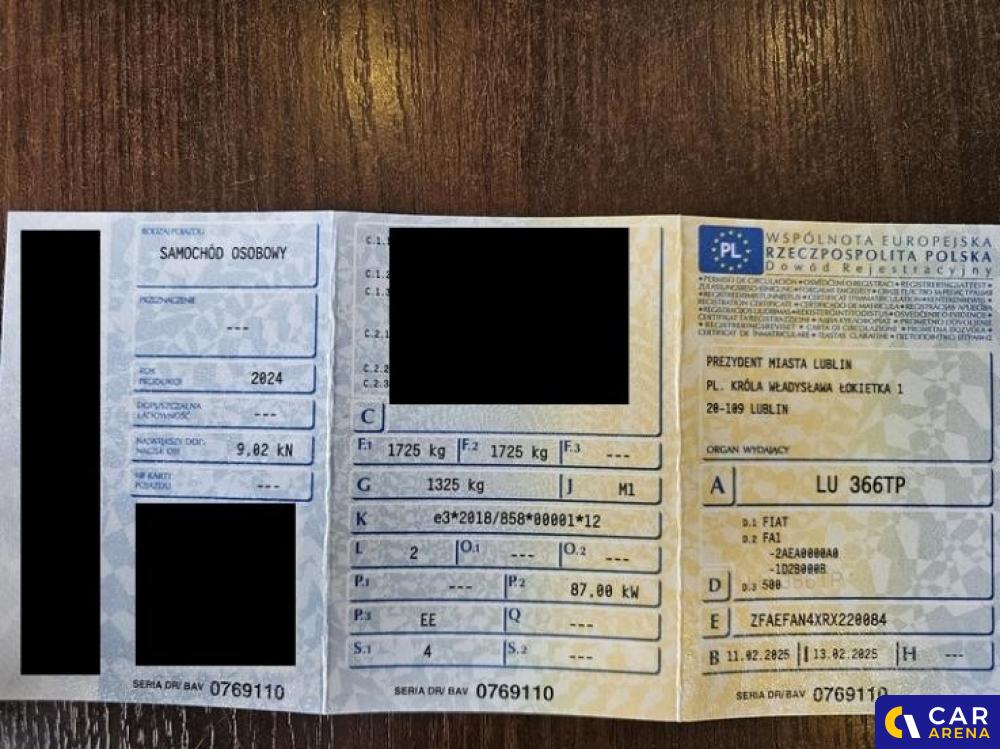 RODZAJ POJAZDU
SAMOCHÓD OSOBOWY
PRZEZNACZENIE
---
ROK PRODUKCJI
2024
DOPUSZCZALNA ŁADOWNOŚĆ
---
NAJWIĘKSZY DOP. NACISK OSI
9,02 kN
NR KARTY POJAZDU
---
SERIA DR/BAV 0769110
C.1.1
C.1.2
C.1.3
C.2.1
C.2.2
C.2.3
C
F.1 1725 kg F.2 1725 kg F.3 ---
G 1325 kg J M1
K e3*2018/858*00001*12
L 2 O.1 --- O.2 ---
P.1 --- P.2 87,00 kW
P.3 EE Q ---
S.1 4 S.2 ---
SERIA DR/BAV 0769110
PL
WSPÓLNOTA EUROPEJSKA
RZECZPOSPOLITA POLSKA
Dowód Rejestracyjny
PREZYDENT MIASTA LUBLIN
PL. KRÓLA WŁADYSŁAWA ŁOKIETKA 1
20-109 LUBLIN
ORGAN WYDAJĄCY
A LU 366TP
D.1 FIAT
D.2 FA1
-2AEA0000A0
-1D2B000B
D D.3 500
E ZFAEFAN4XRX220084
B 11.02.2025 I 13.02.2025 H ---
SERIA DR/BAV 0769110
CAR
ARENA